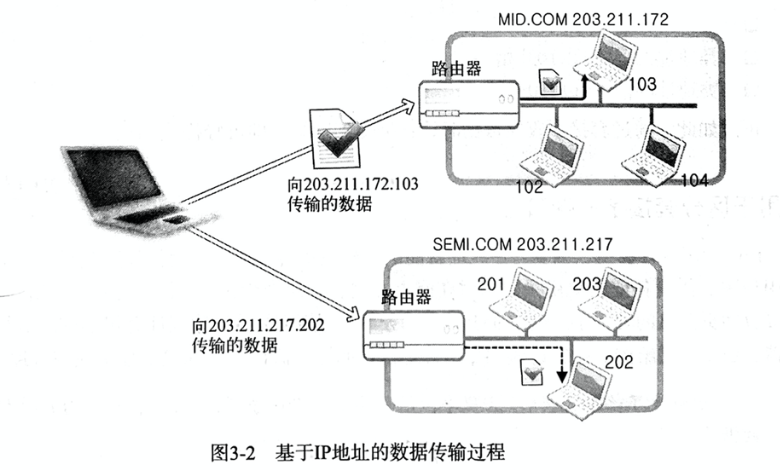 MID.COM 203.211.172
路由器
103
102
104
向203.211.172.103
传输的数据
SEMI.COM 203.211.217
201
203
路由器
向203.211.217.202
传输的数据
202
图3-2 基于IP地址的数据传输过程